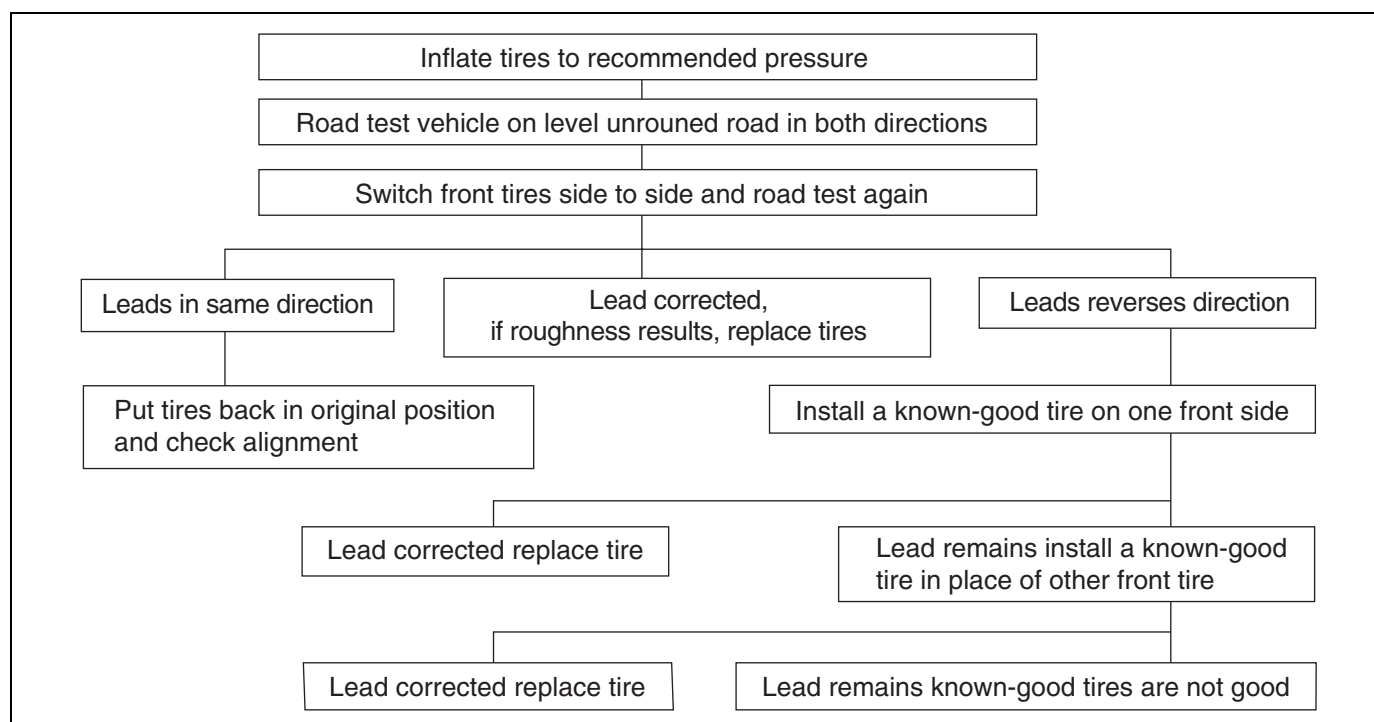 Inflate tires to recommended pressure
Road test vehicle on level unrouned road in both directions
Switch front tires side to side and road test again
Leads in same direction
Lead corrected,
if roughness results, replace tires
Leads reverses direction
Put tires back in original position
and check alignment
Install a known-good tire on one front side
Lead corrected replace tire
Lead remains install a known-good
tire in place of other front tire
Lead corrected replace tire
Lead remains known-good tires are not good